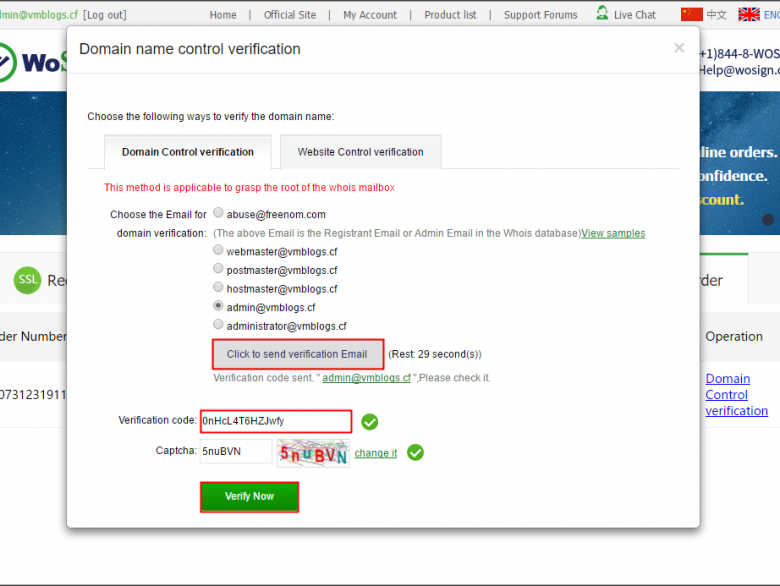 dmin@vmblogs.cf [Log out] Home | Official Site | My Account | Product list | Support Forums Live Chat 中文 ENG
WoS
+1)844-8-WOS
Help@wosign.c
Domain name control verification ×
Choose the following ways to verify the domain name:
Domain Control verification Website Control verification
This method is applicable to grasp the root of the whois mailbox
Choose the Email for domain verification:
abuse@freenom.com
(The above Email is the Registrant Email or Admin Email in the Whois database)View samples
webmaster@vmblogs.cf
postmaster@vmblogs.cf
hostmaster@vmblogs.cf
admin@vmblogs.cf
administrator@vmblogs.cf
Click to send verification Email (Rest: 29 second(s))
Verification code sent. " admin@vmblogs.cf ",Please check it.
Verification code: 0nHcL4T6HZJwfy
Captcha: 5nuBVN 5nuBVN change it
Verify Now
line orders.
onfidence.
scount.
SSL Re
rder
der Number
Operation
0731231911
Domain
Control
verification